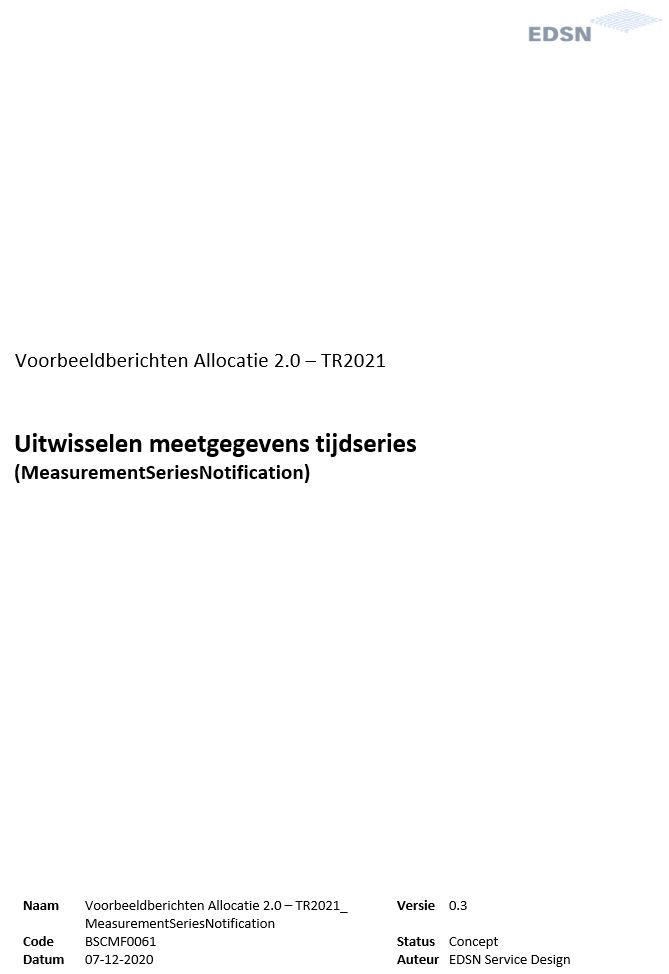 EDSN
Voorbeeldberichten Allocatie 2.0 – TR2021
Uitwisselen meetgegevens tijdseries
(MeasurementSeriesNotification)
Naam Voorbeeldberichten Allocatie 2.0 – TR2021_ Versie 0.3
MeasurementSeriesNotification
Code BSCMF0061 Status Concept
Datum 07-12-2020 Auteur EDSN Service Design